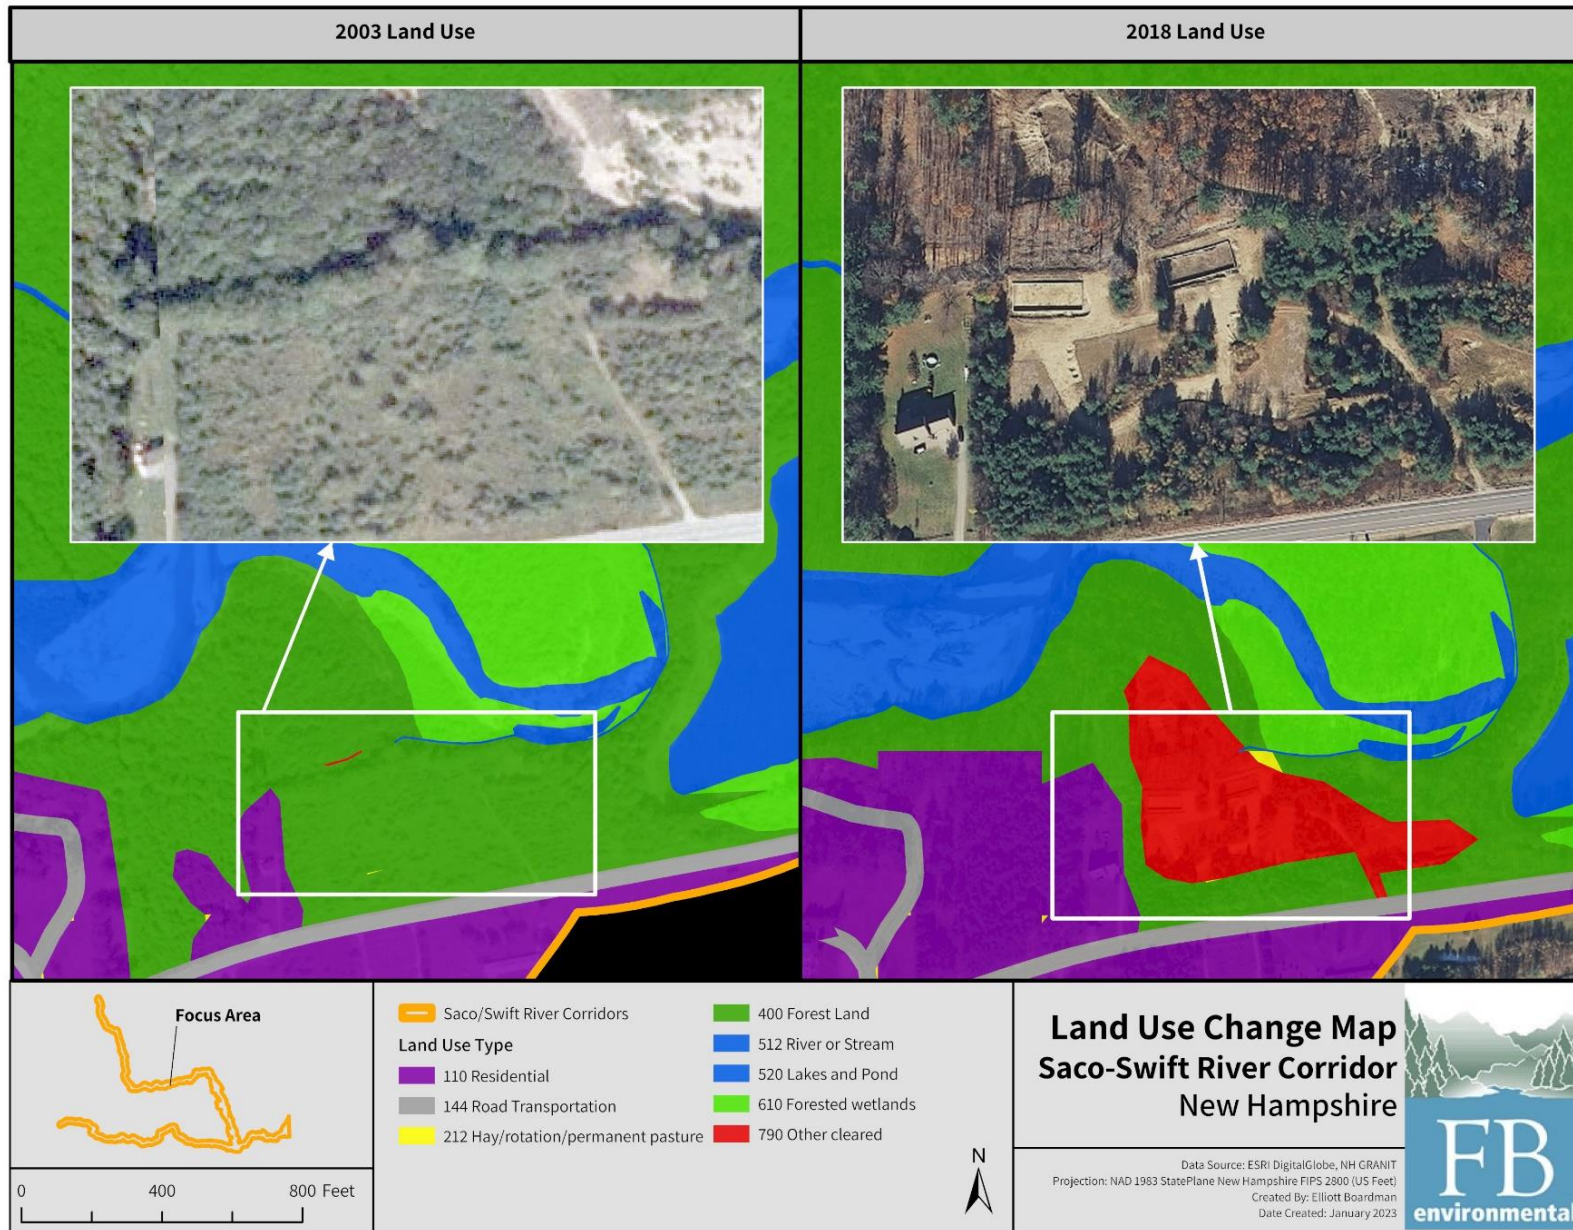 2003 Land Use
2018 Land Use
Focus Area
0 400 800 Feet
Saco/Swift River Corridors
Land Use Type
110 Residential
144 Road Transportation
212 Hay/rotation/permanent pasture
400 Forest Land
512 River or Stream
520 Lakes and Pond
610 Forested wetlands
790 Other cleared
N
Land Use Change Map
Saco-Swift River Corridor
New Hampshire
Data Source: ESRI DigitalGlobe, NH GRANIT
Projection: NAD 1983 StatePlane New Hampshire FIPS 2800 (US Feet)
Created By: Elliott Boardman
Date Created: January 2023
FB
environmental